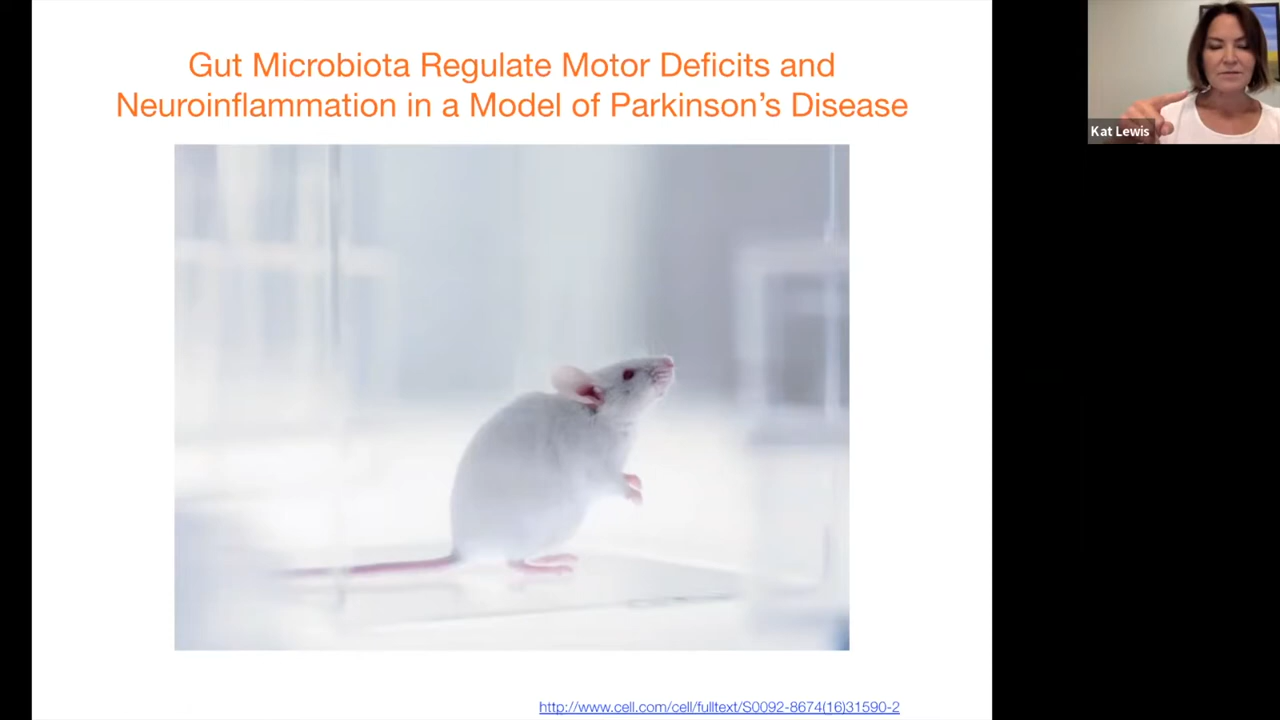 Gut Microbiota Regulate Motor Deficits and
Neuroinflammation in a Model of Parkinson’s Disease
Kat Lewis
http://www.cell.com/cell/fulltext/S0092-8674(16)31590-2